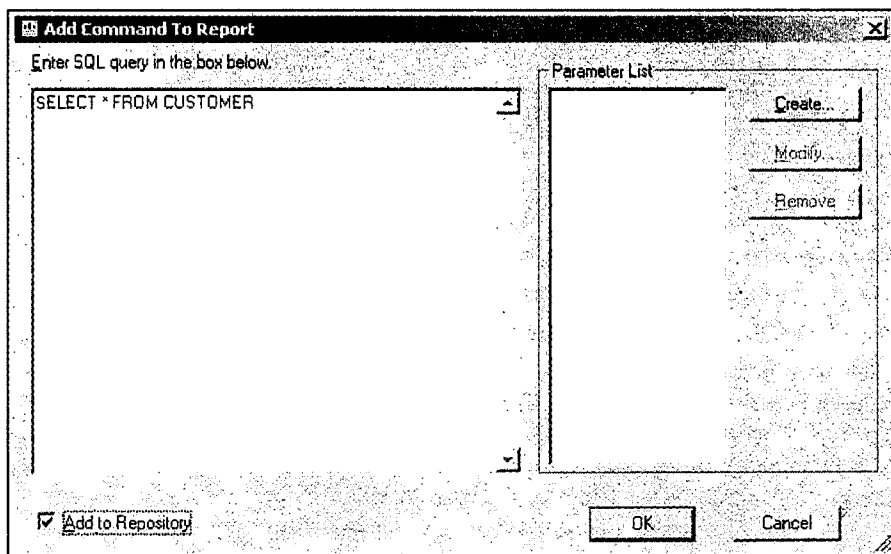 Add Command To Report
Enter SQL query in the box below.
SELECT * FROM CUSTOMER
Parameter List
Create...
Modify...
Remove
Add to Repository
OK
Cancel